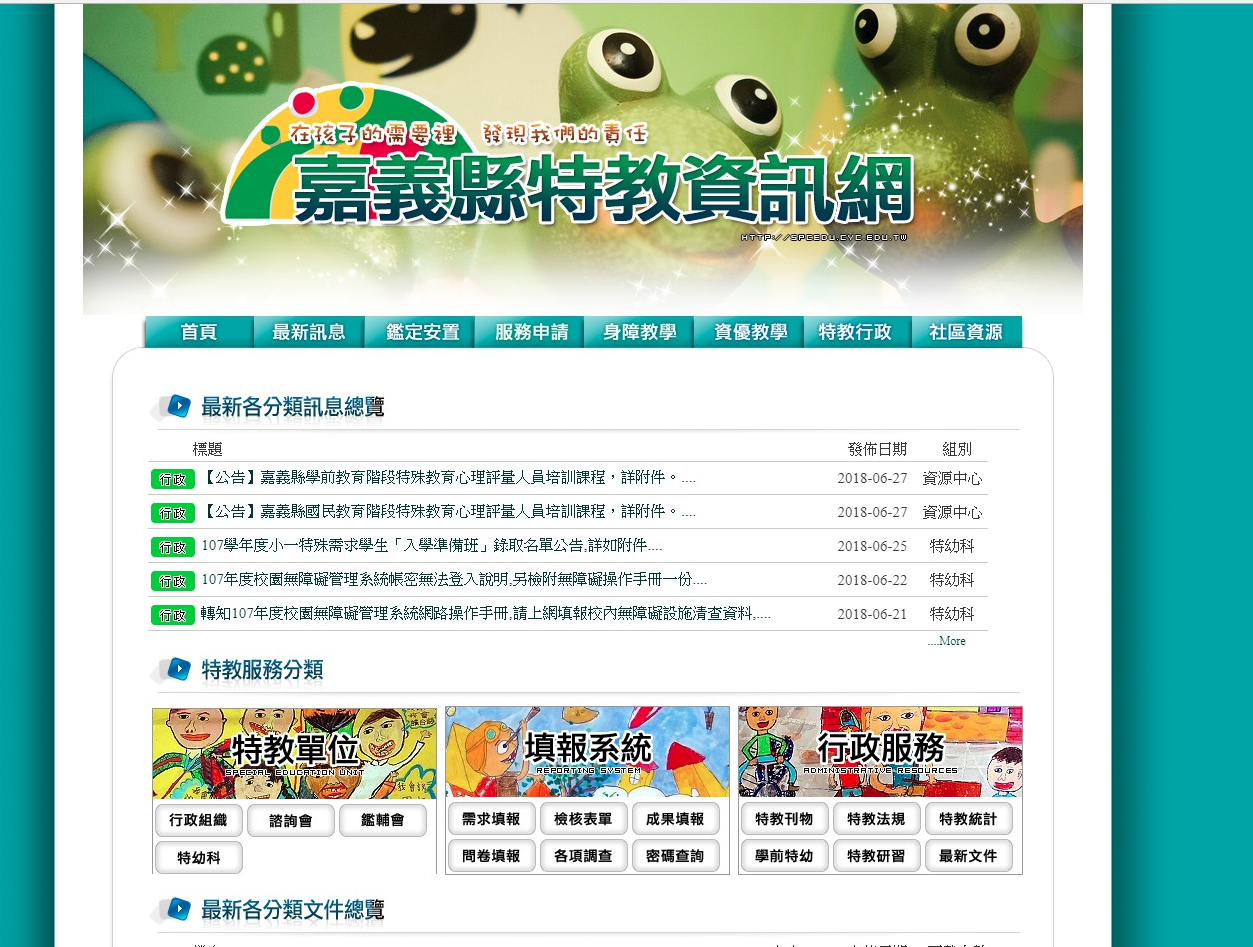 在孩子的需要裡 發現我們的責任
嘉義縣特教資訊網
HTTP://SPCEDU.CYC.EDU.TW
首頁 最新訊息 鑑定安置 服務申請 身障教學 資優教學 特教行政 社區資源
最新各分類訊息總覽
標題 發佈日期 組別
行政 【公告】嘉義縣學前教育階段特殊教育心理評量人員培訓課程，詳附件。.... 2018-06-27 資源中心
行政 【公告】嘉義縣國民教育階段特殊教育心理評量人員培訓課程，詳附件。.... 2018-06-27 資源中心
行政 107學年度小一特殊需求學生「入學準備班」錄取名單公告,詳如附件.... 2018-06-25 特幼科
行政 107年度校園無障礙管理系統帳密無法登入說明,另檢附無障礙操作手冊一份.... 2018-06-22 特幼科
行政 轉知107年度校園無障礙管理系統網路操作手冊,請上網填報校內無障礙設施清查資料,.... 2018-06-21 特幼科
....More
特教服務分類
特教單位 填報系統 行政服務
SPECIAL EDUCATION UNIT REPORTING SYSTEM ADMINISTRATIVE RESOURCES
行政組織 諮詢會 鑑輔會 需求填報 檢核表單 成果填報 特教刊物 特教法規 特教統計
特幼科 問卷填報 各項調查 密碼查詢 學前特幼 特教研習 最新文件
最新各分類文件總覽